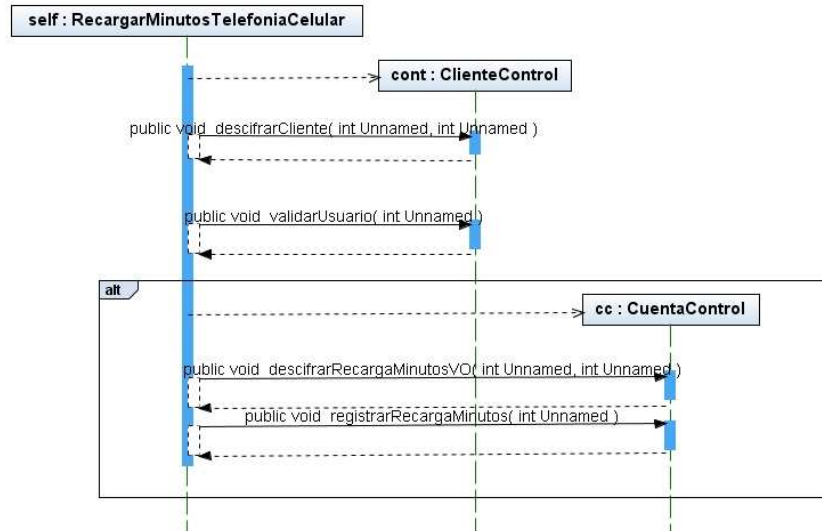 self : RecargarMinutosTelefoniaCelular
cont : ClienteControl
public void descifrarCliente( int Unnamed, int Unnamed )
public void validarUsuario( int Unnamed )
alt
cc : CuentaControl
public void descifrarRecargaMinutosVO( int Unnamed, int Unnamed )
public void registrarRecargaMinutos( int Unnamed )